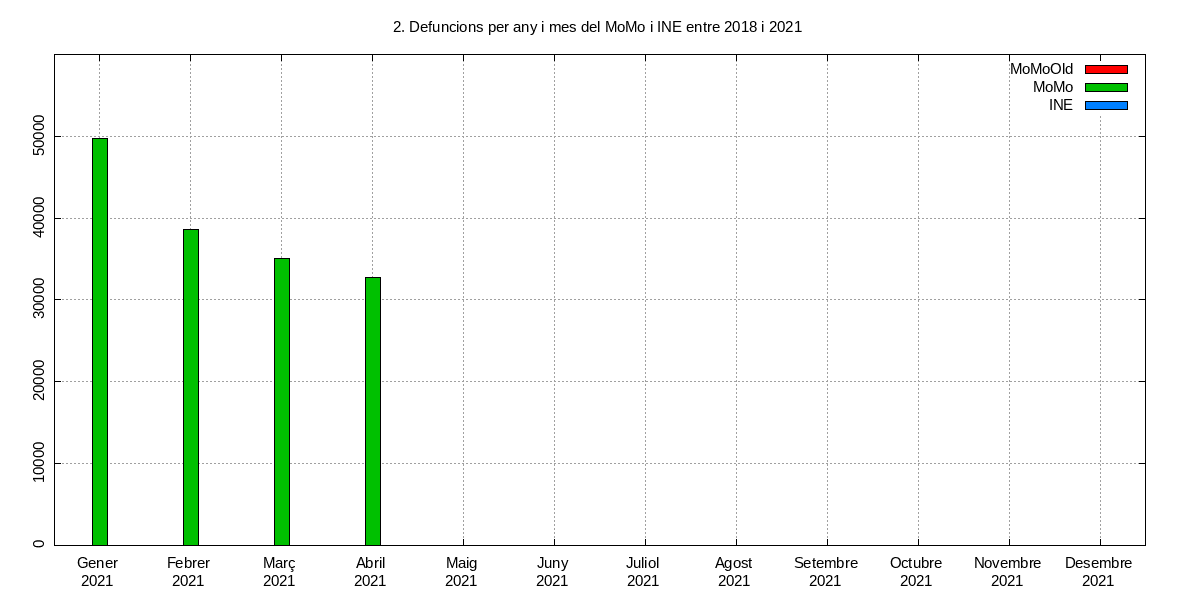 2. Defuncions per any i mes del MoMo i INE entre 2018 i 2021
MoMoOld
MoMo
INE
50000
40000
30000
20000
10000
0
Gener Febrer Març Abril Maig Juny Juliol Agost Setembre Octubre Novembre Desembre
2021 2021 2021 2021 2021 2021 2021 2021 2021 2021 2021 2021